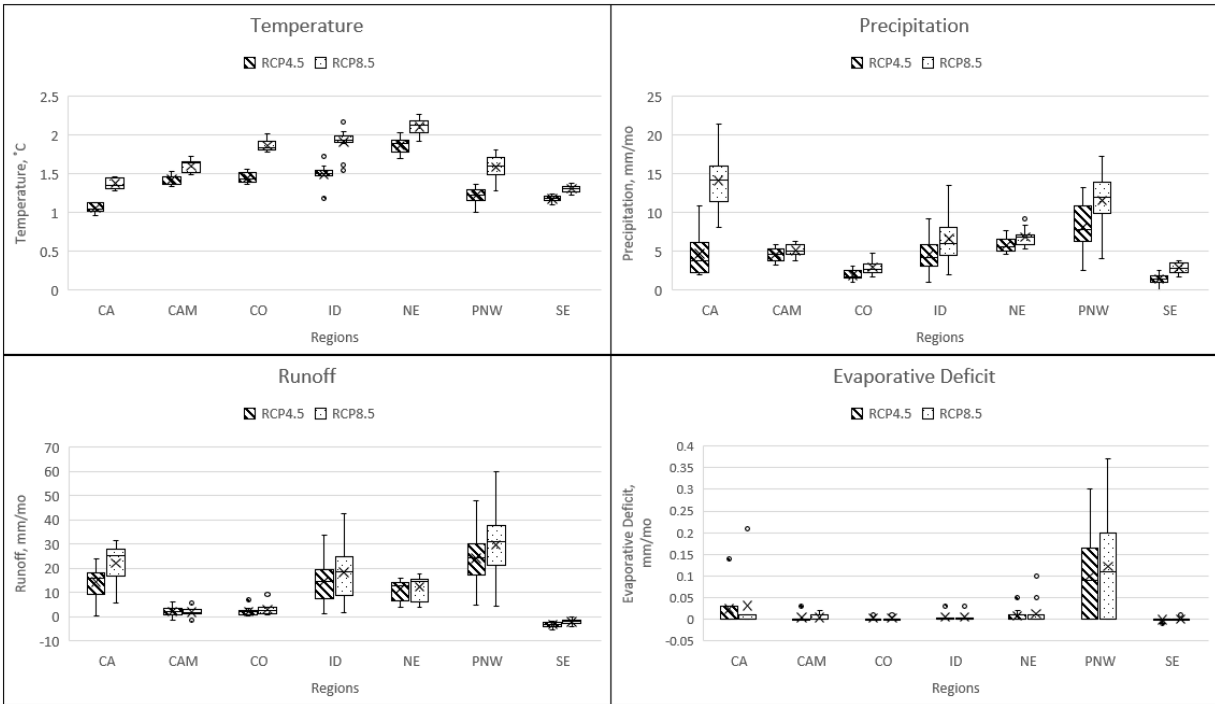 Temperature
RCP4.5 RCP8.5
2.5
2
1.5
1
0.5
0
Temperature, ˚C
CA CAM CO ID NE PNW SE
Regions
Precipitation
RCP4.5 RCP8.5
25
20
15
10
5
0
Precipitation, mm/mo
CA CAM CO ID NE PNW SE
Regions
Runoff
RCP4.5 RCP8.5
70
60
50
40
30
20
10
0
-10
Runoff, mm/mo
CA CAM CO ID NE PNW SE
Regions
Evaporative Deficit
RCP4.5 RCP8.5
0.4
0.35
0.3
0.25
0.2
0.15
0.1
0.05
0
-0.05
Evaporative Deficit,
mm/mo
CA CAM CO ID NE PNW SE
Regions